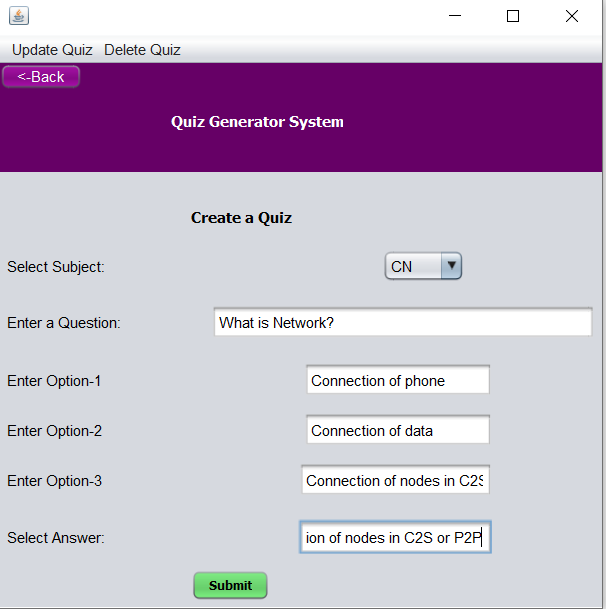 Update Quiz Delete Quiz
<-Back
Quiz Generator System
Create a Quiz
Select Subject: CN
Enter a Question: What is Network?
Enter Option-1 Connection of phone
Enter Option-2 Connection of data
Enter Option-3 Connection of nodes in C2S
Select Answer: ion of nodes in C2S or P2P
Submit